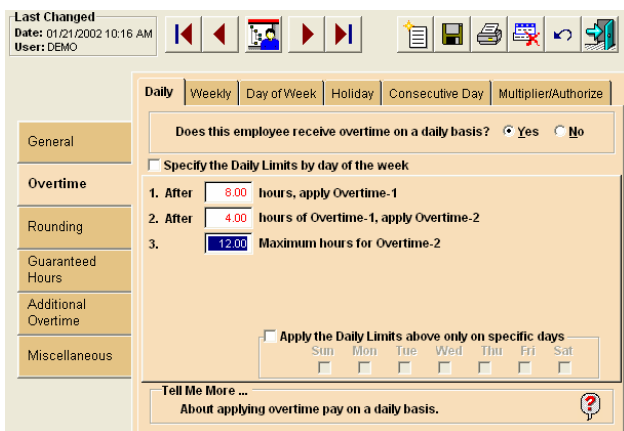 Last Changed
Date: 01/21/2002 10:16 AM
User: DEMO
Daily Weekly Day of Week Holiday Consecutive Day Multiplier/Authorize
General
Overtime
Rounding
Guaranteed
Hours
Additional
Overtime
Miscellaneous
Does this employee receive overtime on a daily basis? Yes No
Specify the Daily Limits by day of the week
1. After 8.00 hours, apply Overtime-1
2. After 4.00 hours of Overtime-1, apply Overtime-2
3. 12.00 Maximum hours for Overtime-2
Apply the Daily Limits above only on specific days
Sun Mon Tue Wed Thu Fri Sat
Tell Me More ...
About applying overtime pay on a daily basis.